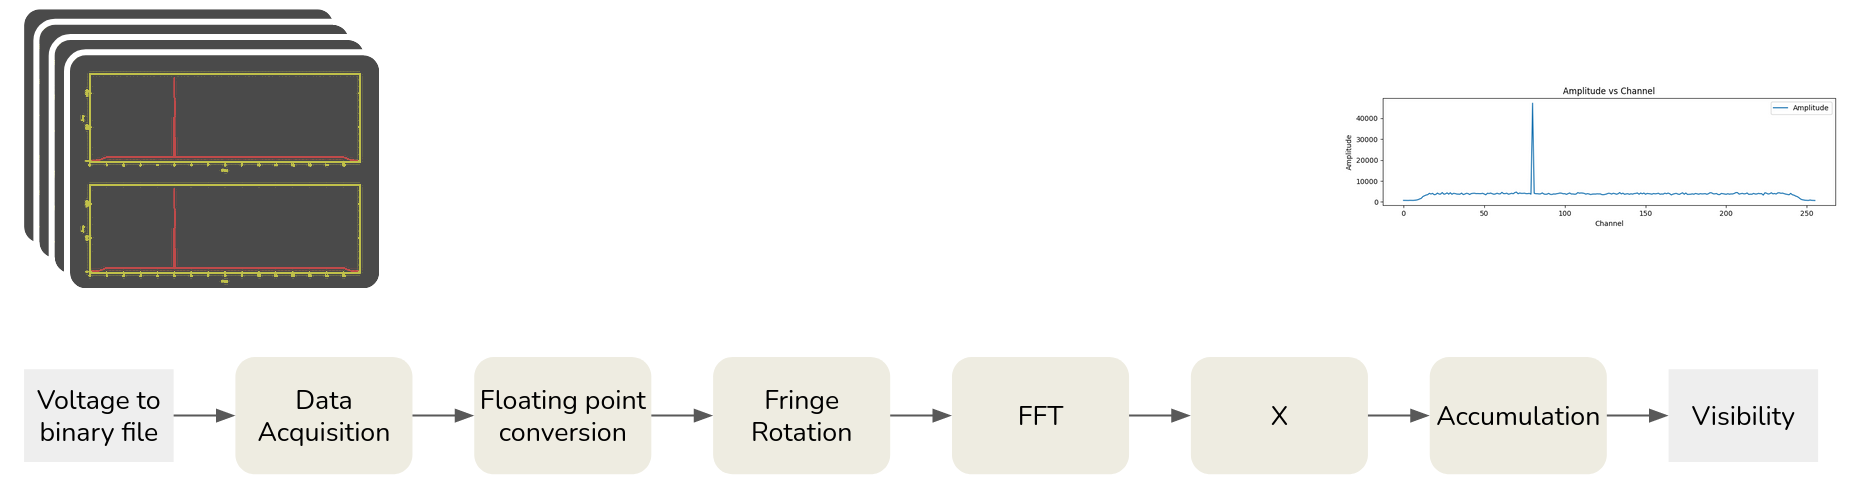 Amplitude vs Channel
Amplitude
40000
30000
20000
10000
0
Amplitude
0 50 100 150 200 250
Channel
Voltage to
binary file
Data
Acquisition
Floating point
conversion
Fringe
Rotation
FFT
X
Accumulation
Visibility